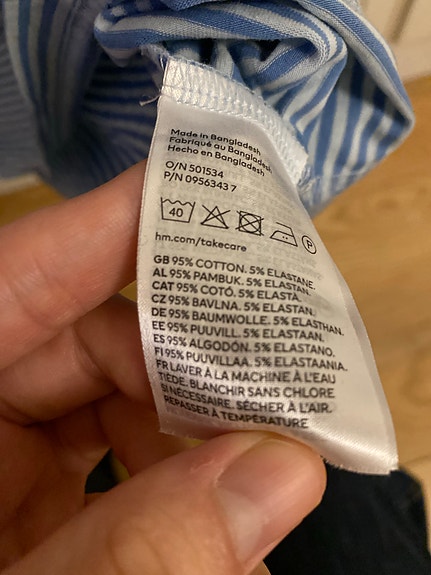 Made in Bangladesh
Fabriqué au Bangladesh
Hecho en Bangladesh
O/N 501534
P/N 0956343 7
40
P
hm.com/takecare
GB 95% COTTON. 5% ELASTANE.
AL 95% PAMBUK. 5% ELASTAN.
CAT 95% COTÓ. 5% ELASTÀ.
CZ 95% BAVLNA. 5% ELASTAN.
DE 95% BAUMWOLLE. 5% ELASTHAN.
EE 95% PUUVILL. 5% ELASTAAN.
ES 95% ALGODÓN. 5% ELASTANO.
FI 95% PUUVILLAA. 5% ELASTAANIA.
FR LAVER À LA MACHINE À L'EAU
TIÈDE. BLANCHIR SANS CHLORE
SI NÉCESSAIRE. SÉCHER À L'AIR.
REPASSER À TEMPÉRATURE